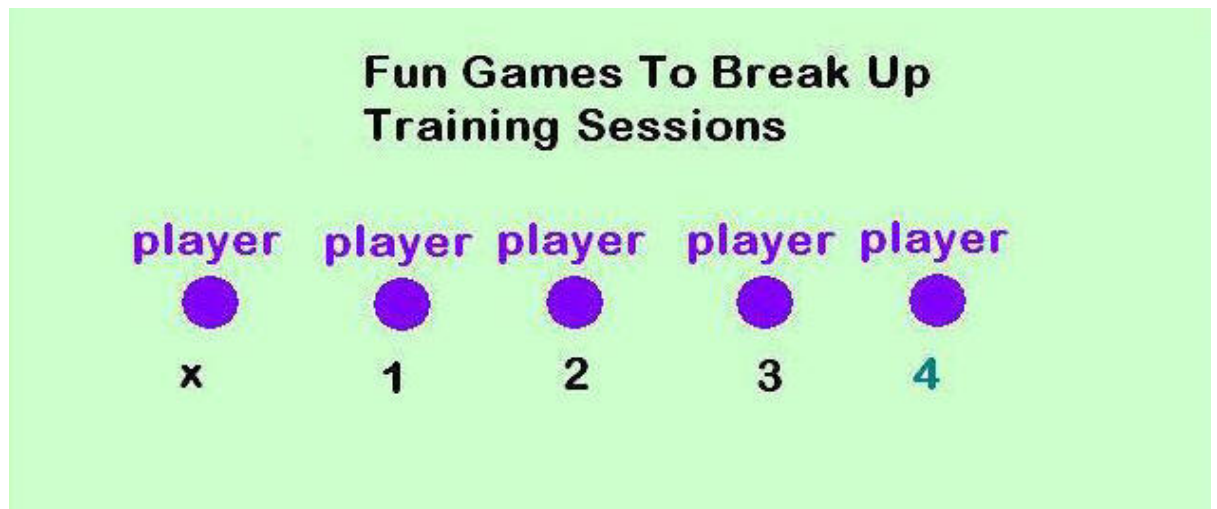 Fun Games To Break Up
Training Sessions
player player player player player
x 1 2 3 4